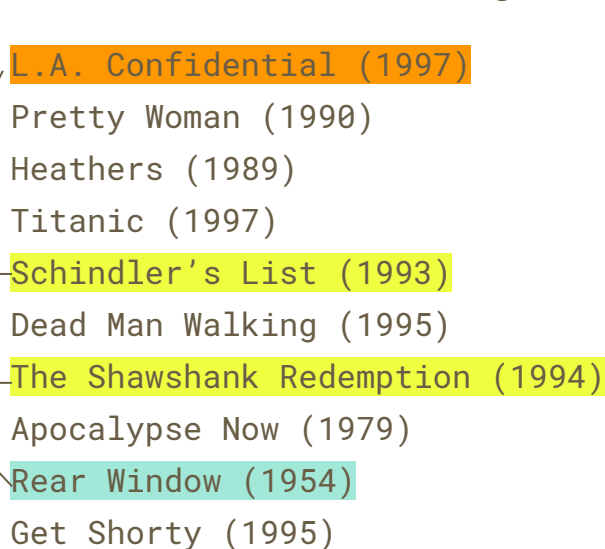 L.A. Confidential (1997)
Pretty Woman (1990)
Heathers (1989)
Titanic (1997)
Schindler’s List (1993)
Dead Man Walking (1995)
The Shawshank Redemption (1994)
Apocalypse Now (1979)
Rear Window (1954)
Get Shorty (1995)